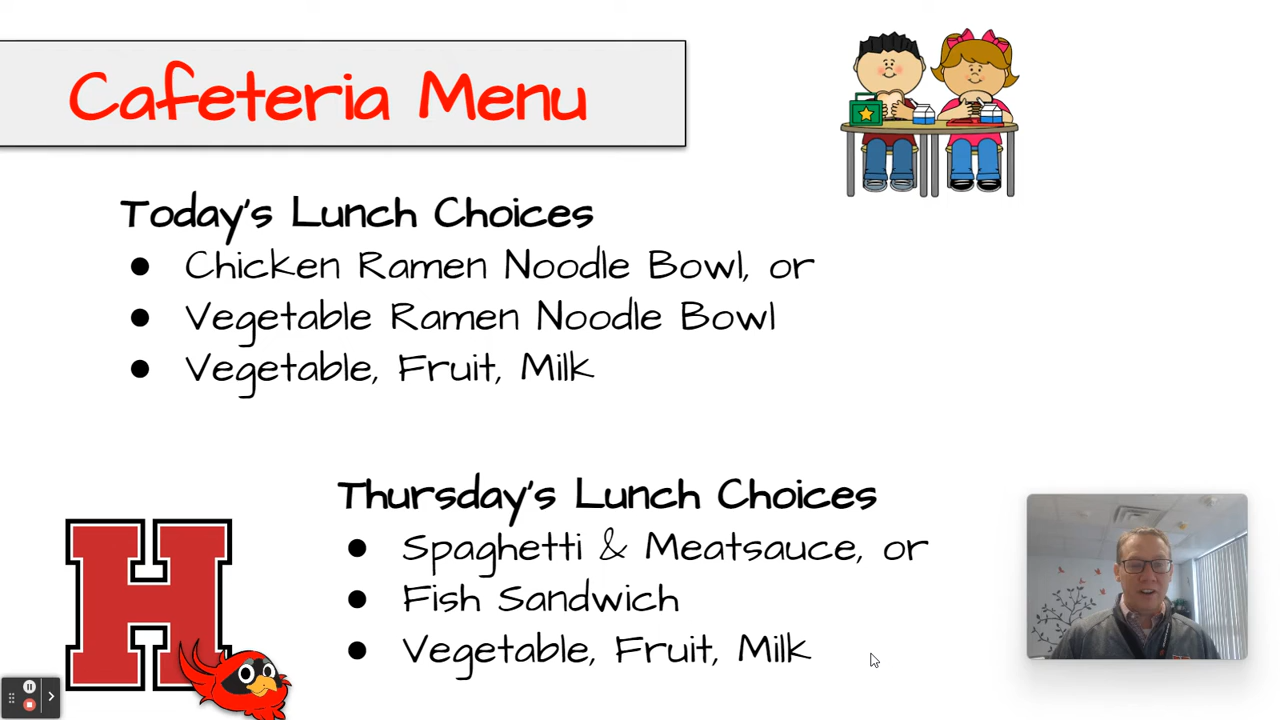 Cafeteria Menu
Today's Lunch Choices
● Chicken Ramen Noodle Bowl, or
● Vegetable Ramen Noodle Bowl
● Vegetable, Fruit, Milk
Thursday's Lunch Choices
● Spaghetti & Meatsauce, or
● Fish Sandwich
● Vegetable, Fruit, Milk
H